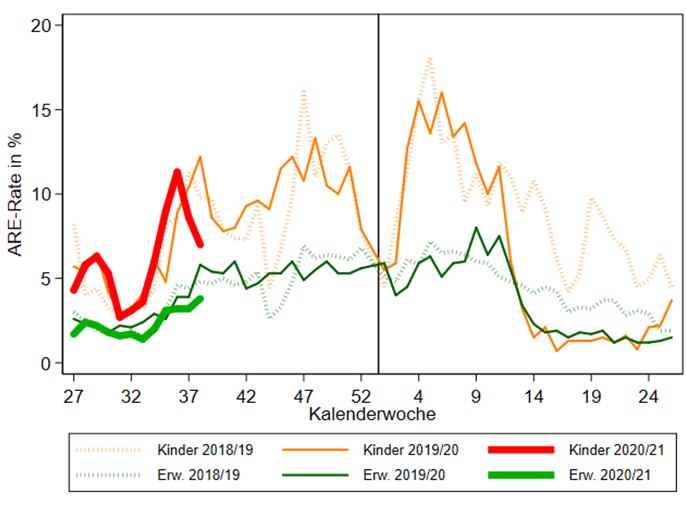 20
15
10
5
0
ARE-Rate in %
27 32 37 42 47 52 4 9 14 19 24
Kalenderwoche
Kinder 2018/19 Kinder 2019/20 Kinder 2020/21
Erw. 2018/19 Erw. 2019/20 Erw. 2020/21